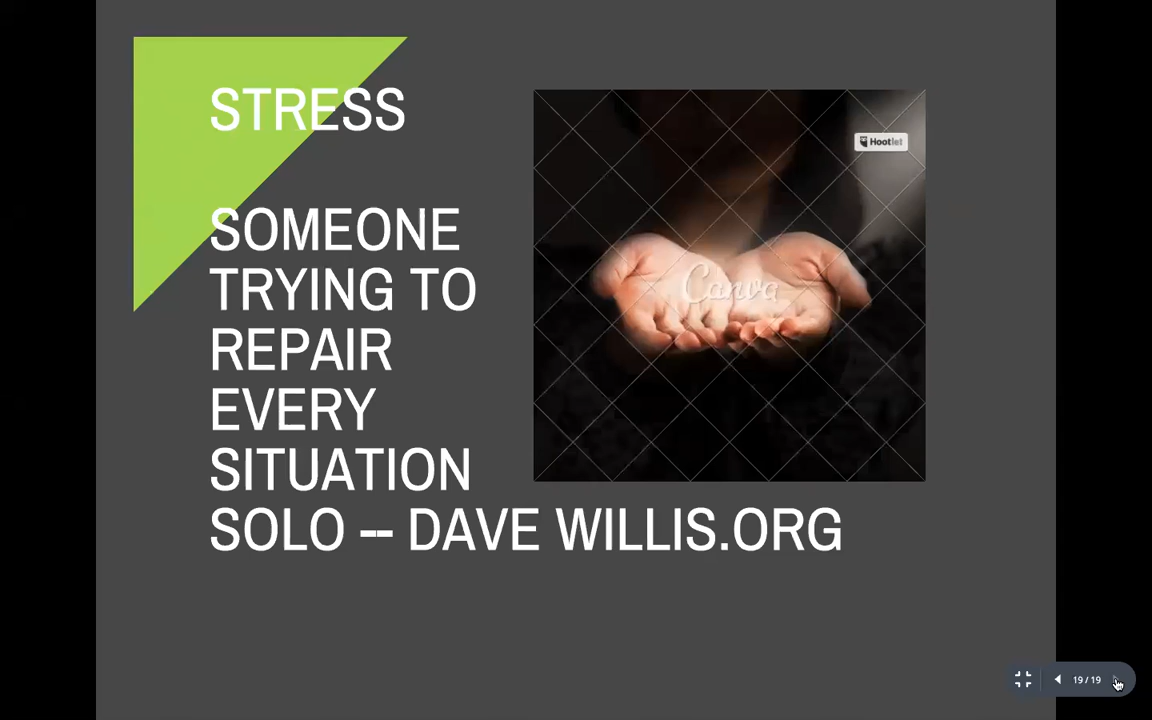 STRESS
Hootlet
SOMEONE
TRYING TO
Canva
REPAIR
EVERY
SITUATION
SOLO -- DAVE WILLIS.ORG
19 / 19